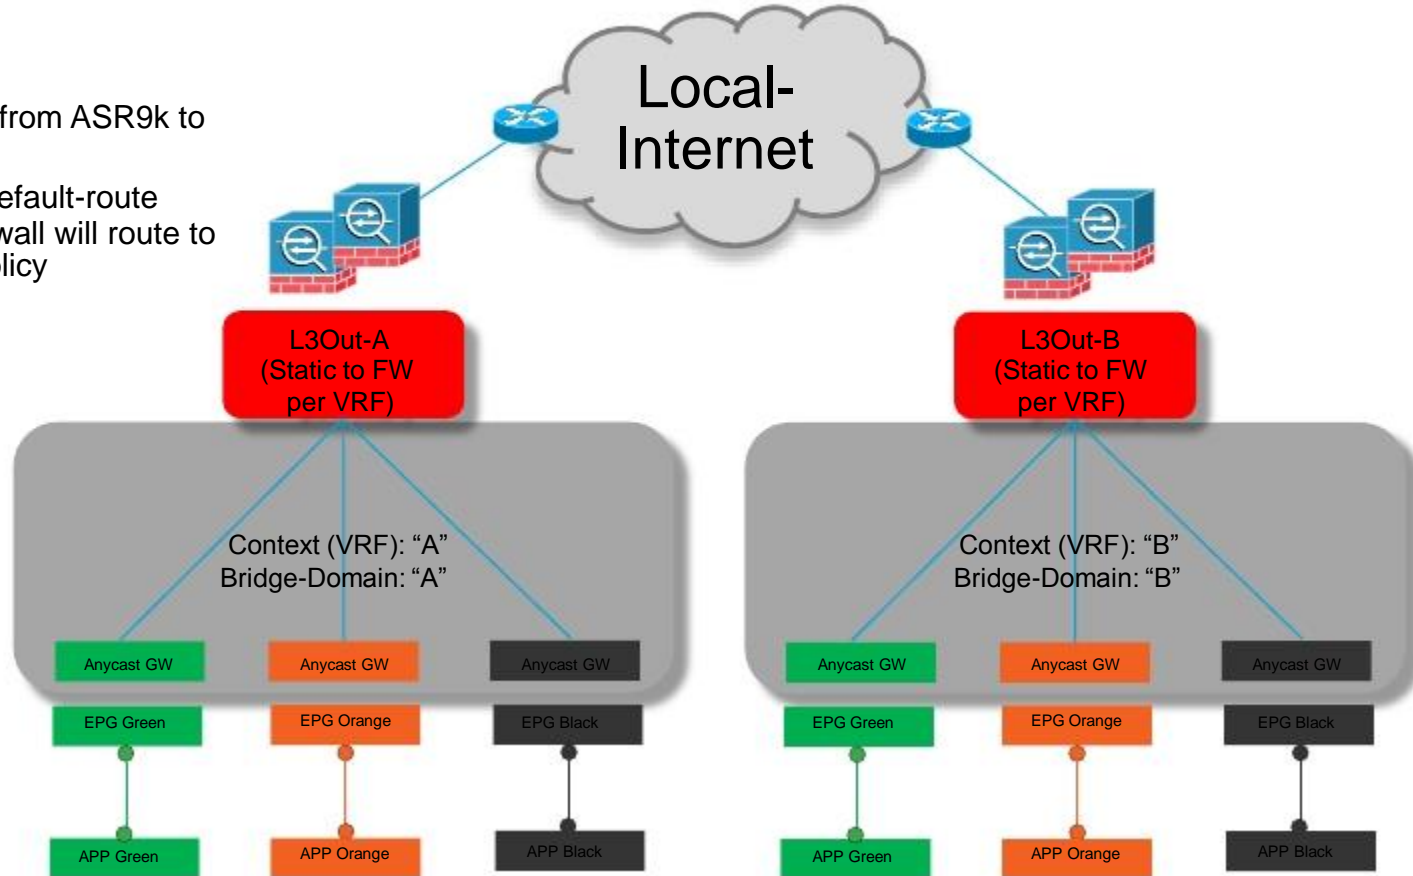 Local-
Internet
from ASR9k to
efault-route
wall will route to
licy
L3Out-A
(Static to FW
per VRF)
L3Out-B
(Static to FW
per VRF)
Context (VRF): “A”
Bridge-Domain: “A”
Context (VRF): “B”
Bridge-Domain: “B”
Anycast GW
Anycast GW
Anycast GW
Anycast GW
Anycast GW
Anycast GW
EPG Green
EPG Orange
EPG Black
EPG Green
EPG Orange
EPG Black
APP Green
APP Orange
APP Black
APP Green
APP Orange
APP Black